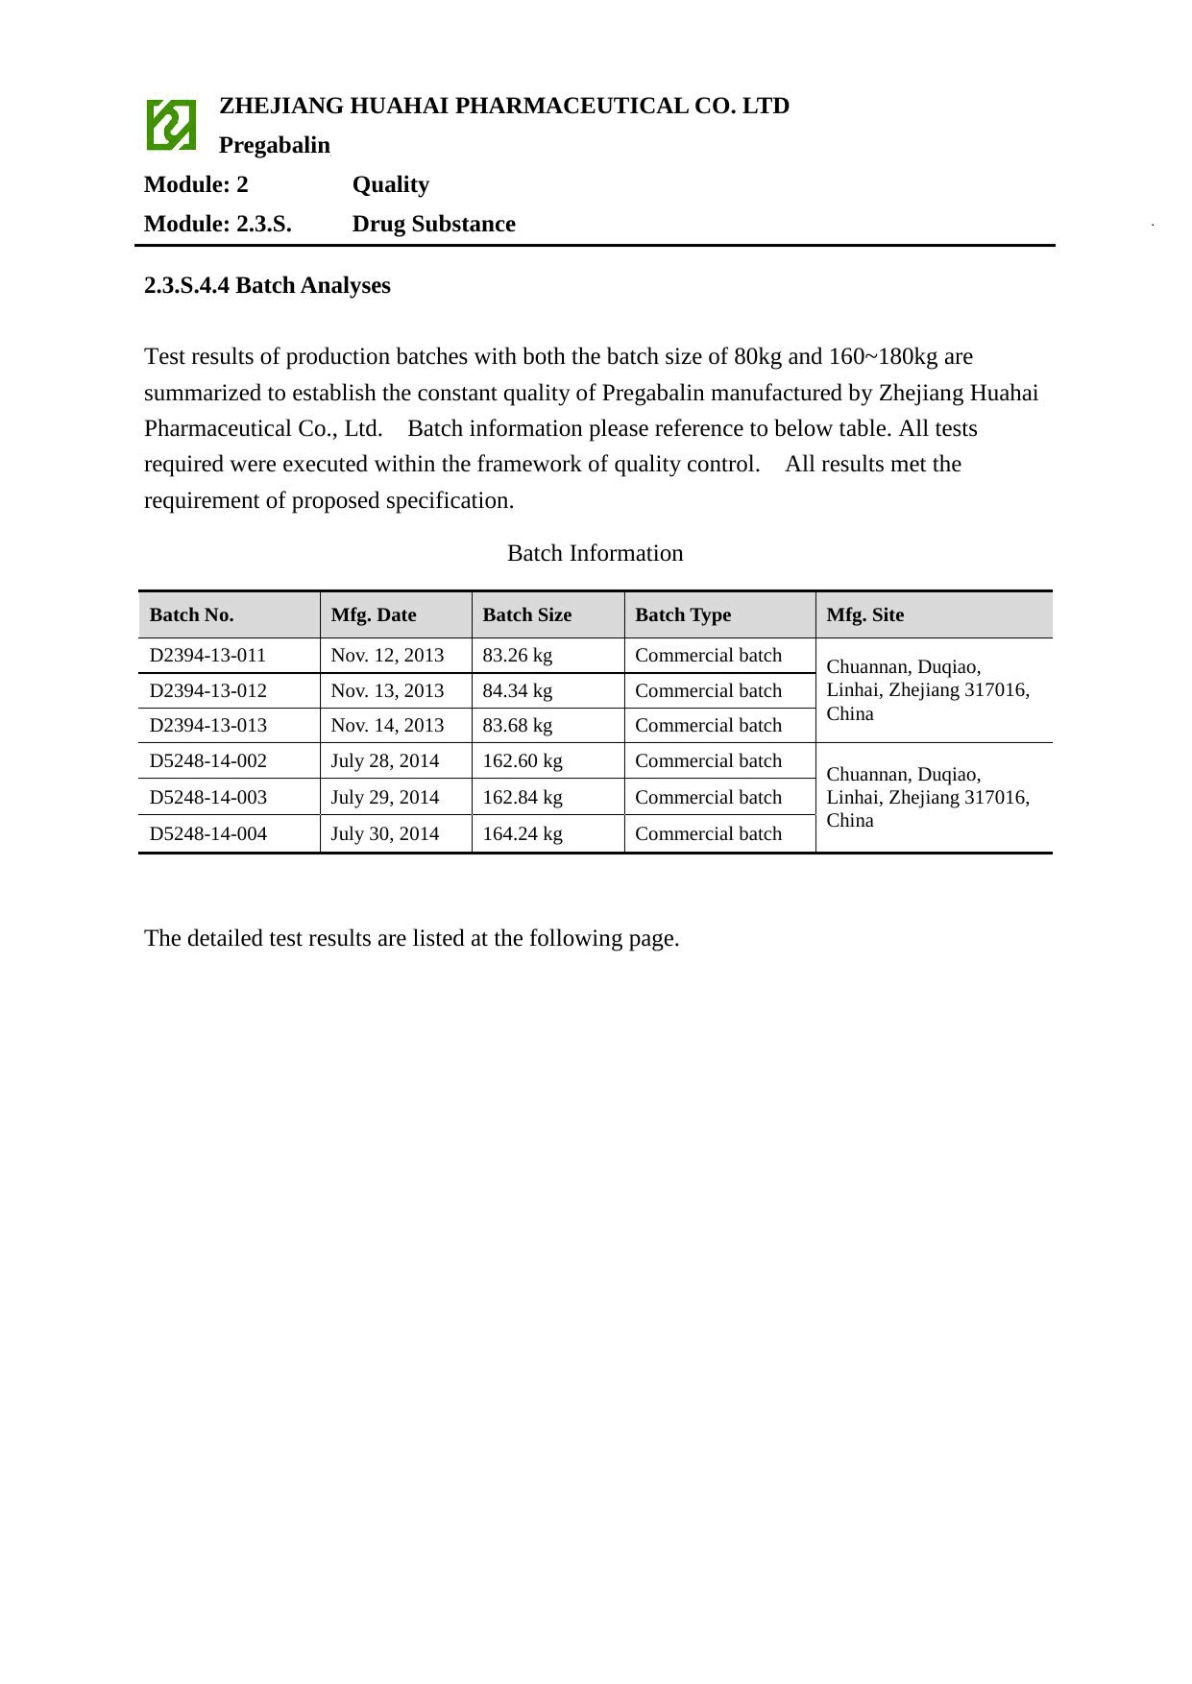 ZHEJIANG HUAHAI PHARMACEUTICAL CO. LTD
Pregabalin
Module: 2 Quality
Module: 2.3.S. Drug Substance
2.3.S.4.4 Batch Analyses
Test results of production batches with both the batch size of 80kg and 160~180kg are
summarized to establish the constant quality of Pregabalin manufactured by Zhejiang Huahai
Pharmaceutical Co., Ltd. Batch information please reference to below table. All tests
required were executed within the framework of quality control. All results met the
requirement of proposed specification.
Batch Information
Batch No. Mfg. Date Batch Size Batch Type Mfg. Site
D2394-13-011 Nov. 12, 2013 83.26 kg Commercial batch
D2394-13-012 Nov. 13, 2013 84.34 kg Commercial batch
D2394-13-013 Nov. 14, 2013 83.68 kg Commercial batch
Chuannan, Duqiao,
Linhai, Zhejiang 317016,
China
D5248-14-002 July 28, 2014 162.60 kg Commercial batch
D5248-14-003 July 29, 2014 162.84 kg Commercial batch
D5248-14-004 July 30, 2014 164.24 kg Commercial batch
Chuannan, Duqiao,
Linhai, Zhejiang 317016,
China
The detailed test results are listed at the following page.